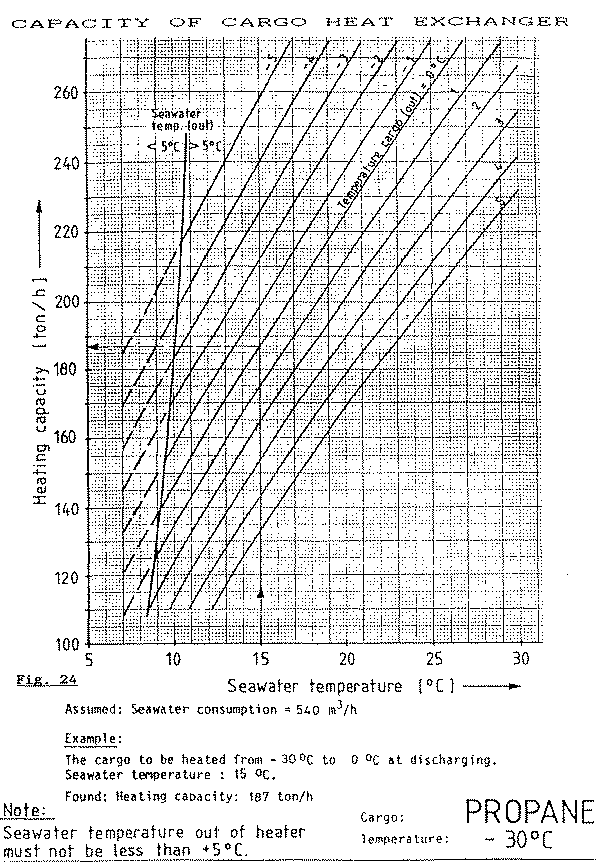 CAPACITY OF CARGO HEAT EXCHANGER
-5 -4 -3 -2 -1
Temperature cargo (out) = 0°C
1
2
3
4
5
Seawater
temp. (out)
< 5°C > 5°C
260
240
220
200
180
160
140
120
100
Heating capacity [ton/h]
5 10 15 20 25 30
Fig. 24
Seawater temperature [°C]
Assumed: Seawater consumption = 540 m³/h
Example:
The cargo to be heated from -30°C to 0°C at discharging.
Seawater temperature : 15 °C.
Found: Heating capacity: 187 ton/h
Note:
Seawater temperature out of heater
must not be less than +5°C.
Cargo: PROPANE
Temperature: - 30°C